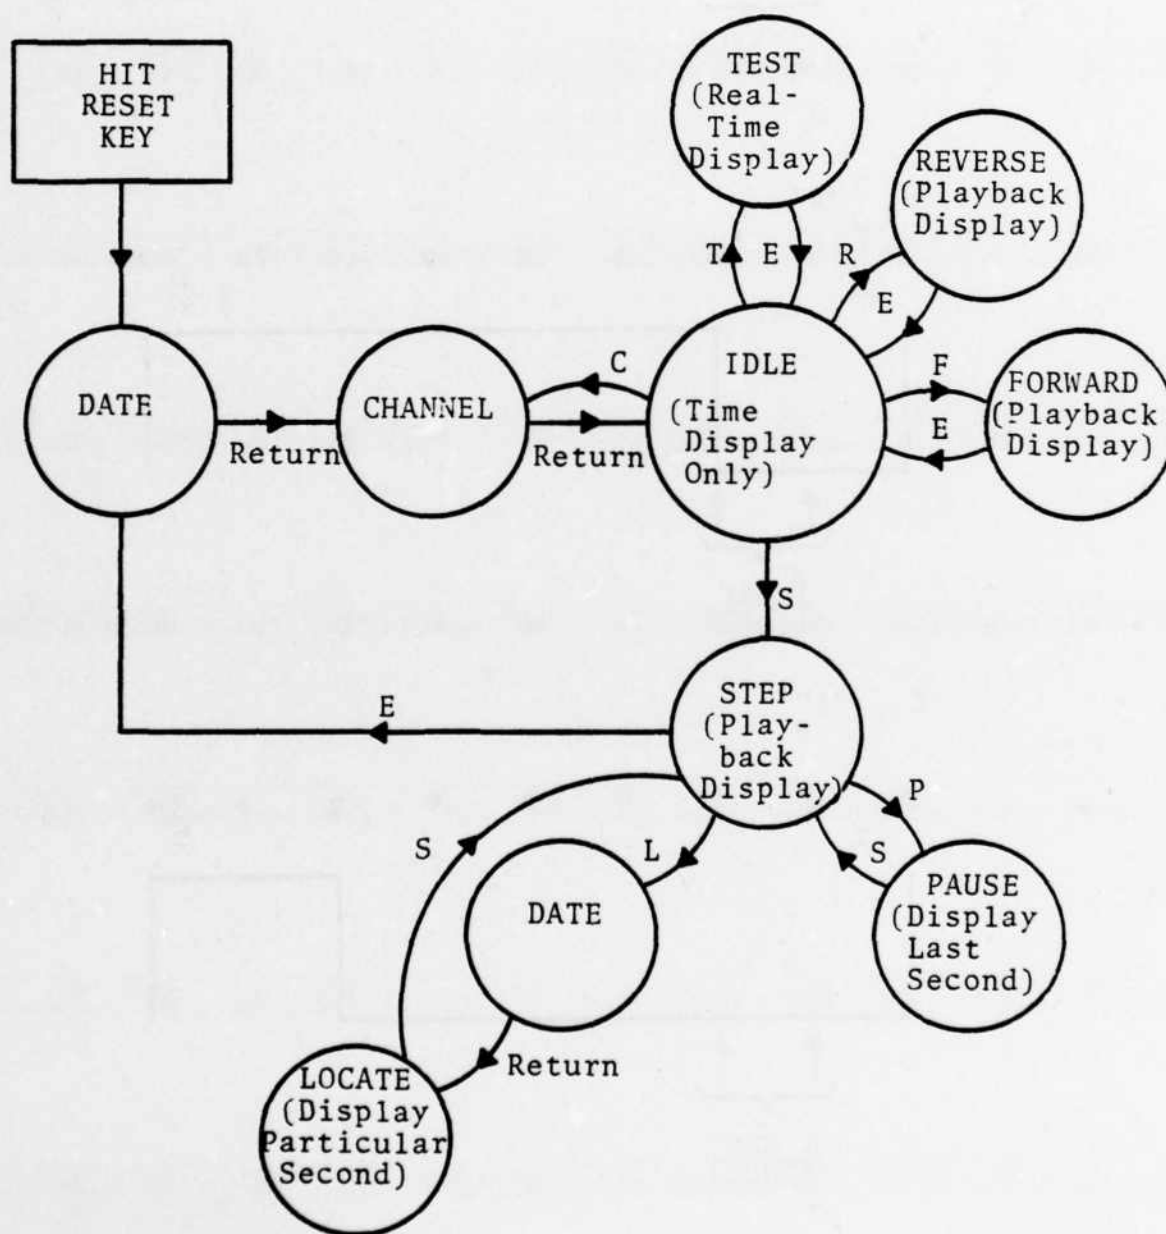 HIT
RESET
KEY
TEST
(Real-
Time
Display)
REVERSE
(Playback
Display)
T
E
R
E
DATE
Return
CHANNEL
C
Return
IDLE
(Time
Display
Only)
F
E
FORWARD
(Playback
Display)
S
STEP
(Play-
back
Display)
E
S
L
P
S
DATE
PAUSE
(Display
Last
Second)
Return
LOCATE
(Display
Particular
Second)